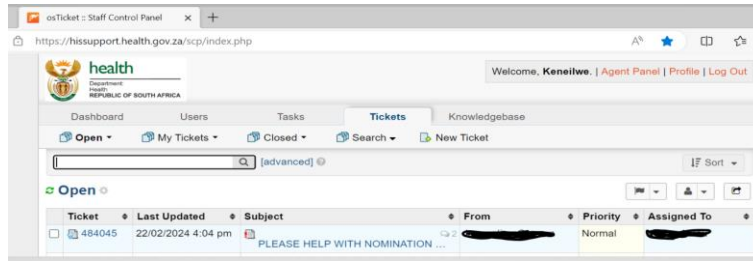 osTicket :: Staff Control Panel
https://hissupport.health.gov.za/scp/index.php
health
Department:
Health
REPUBLIC OF SOUTH AFRICA
Welcome, Keneilwe. | Agent Panel | Profile | Log Out
Dashboard Users Tasks Tickets Knowledgebase
Open My Tickets Closed Search New Ticket
[advanced] Sort
Open
Ticket Last Updated Subject From Priority Assigned To
484045 22/02/2024 4:04 pm PLEASE HELP WITH NOMINATION ... 2 Normal